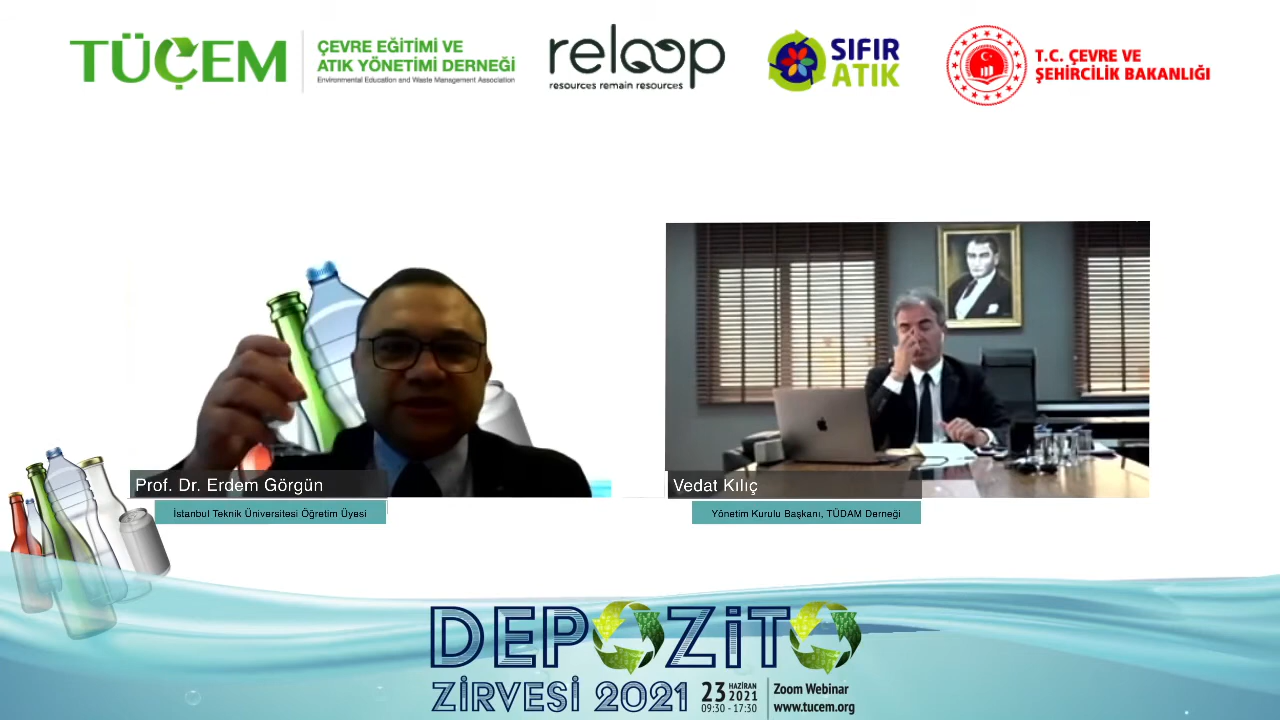 TÜÇEM
ÇEVRE EĞİTİMİ VE
ATIK YÖNETİMİ DERNEĞİ
Environmental Education and Waste Management Association
reloop
resources remain resources
SIFIR
ATIK
T.C. ÇEVRE VE
ŞEHİRCİLİK BAKANLIĞI
Prof. Dr. Erdem Görgün
İstanbul Teknik Üniversitesi Öğretim Üyesi
Vedat Kılıç
Yönetim Kurulu Başkanı, TÜDAM Derneği
DEPOZiTO
ZİRVESİ 2021
23 HAZİRAN
2021
09:30 - 17:30
Zoom Webinar
www.tucem.org